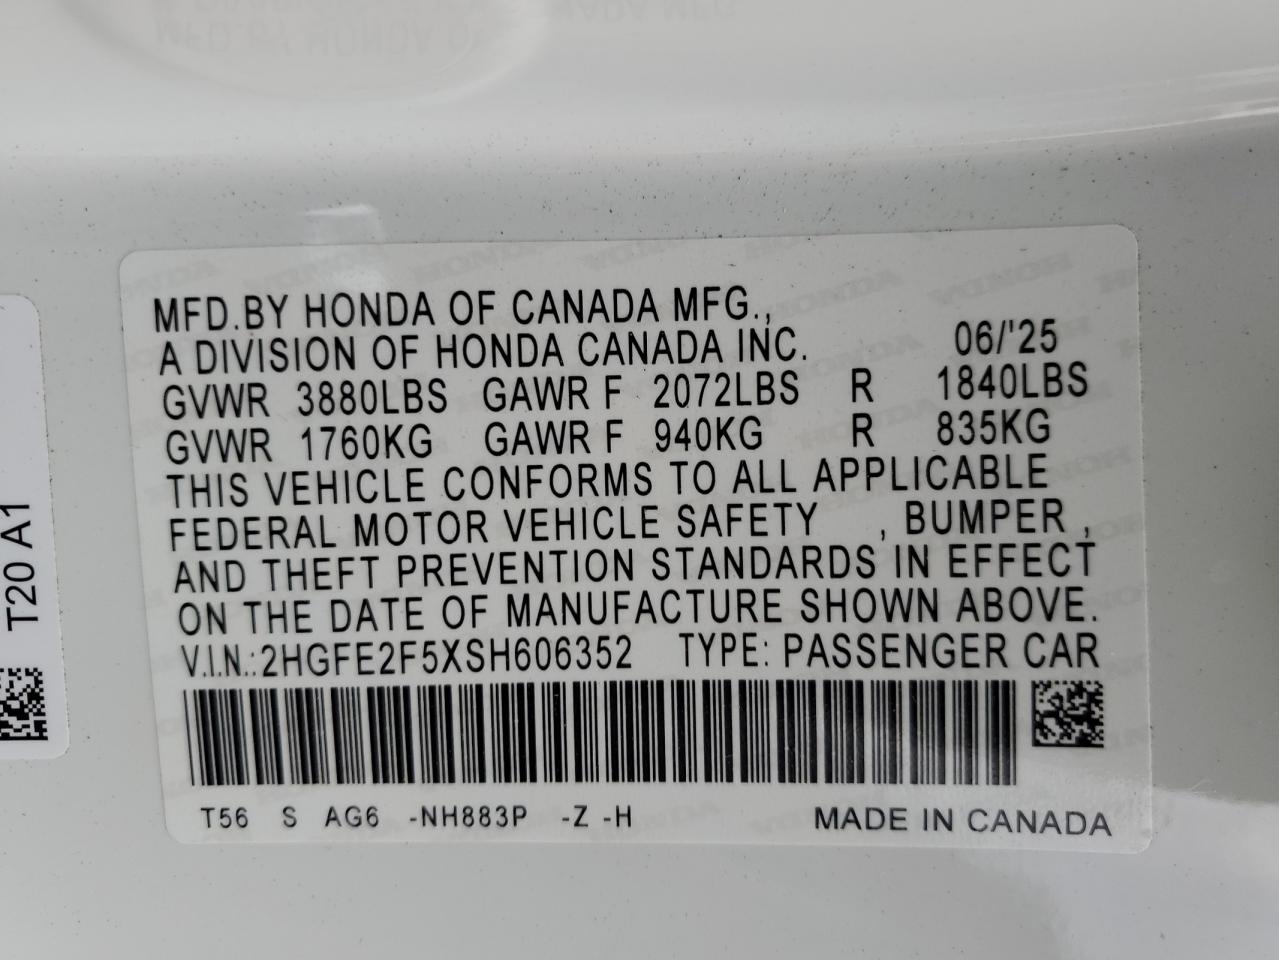 MFD.BY HONDA OF CANADA MFG.,
A DIVISION OF HONDA CANADA INC. 06/'25
GVWR 3880LBS GAWR F 2072LBS R 1840LBS
GVWR 1760KG GAWR F 940KG R 835KG
THIS VEHICLE CONFORMS TO ALL APPLICABLE
FEDERAL MOTOR VEHICLE SAFETY , BUMPER ,
AND THEFT PREVENTION STANDARDS IN EFFECT
ON THE DATE OF MANUFACTURE SHOWN ABOVE.
V.I.N.:2HGFE2F5XSH606352 TYPE: PASSENGER CAR
T56 S AG6 -NH883P -Z -H MADE IN CANADA
T20 A1